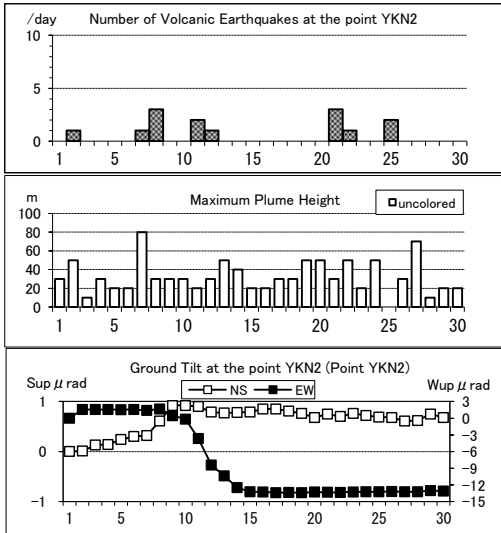 Number of Volcanic Earthquakes at the point YKN2
/day
10
5
0
1 5 10 15 20 25 30
Maximum Plume Height
m
uncolored
100
80
60
40
20
0
1 5 10 15 20 25 30
Ground Tilt at the point YKN2 (Point YKN2)
Sup μ rad
Wup μ rad
NS EW
1
0
-1
3
0
-3
-6
-9
-12
-15
1 5 10 15 20 25 30